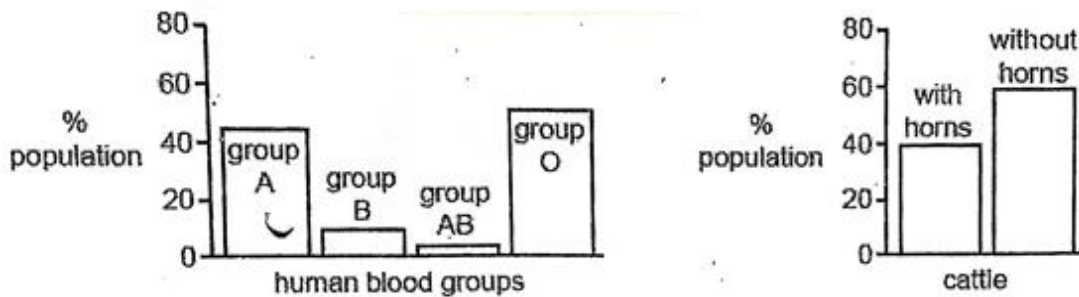 80
60
40
20
0
%
population
group
A
group
B
group
AB
group
O
human blood groups
80
60
40
20
0
%
population
with
horns
without
horns
cattle